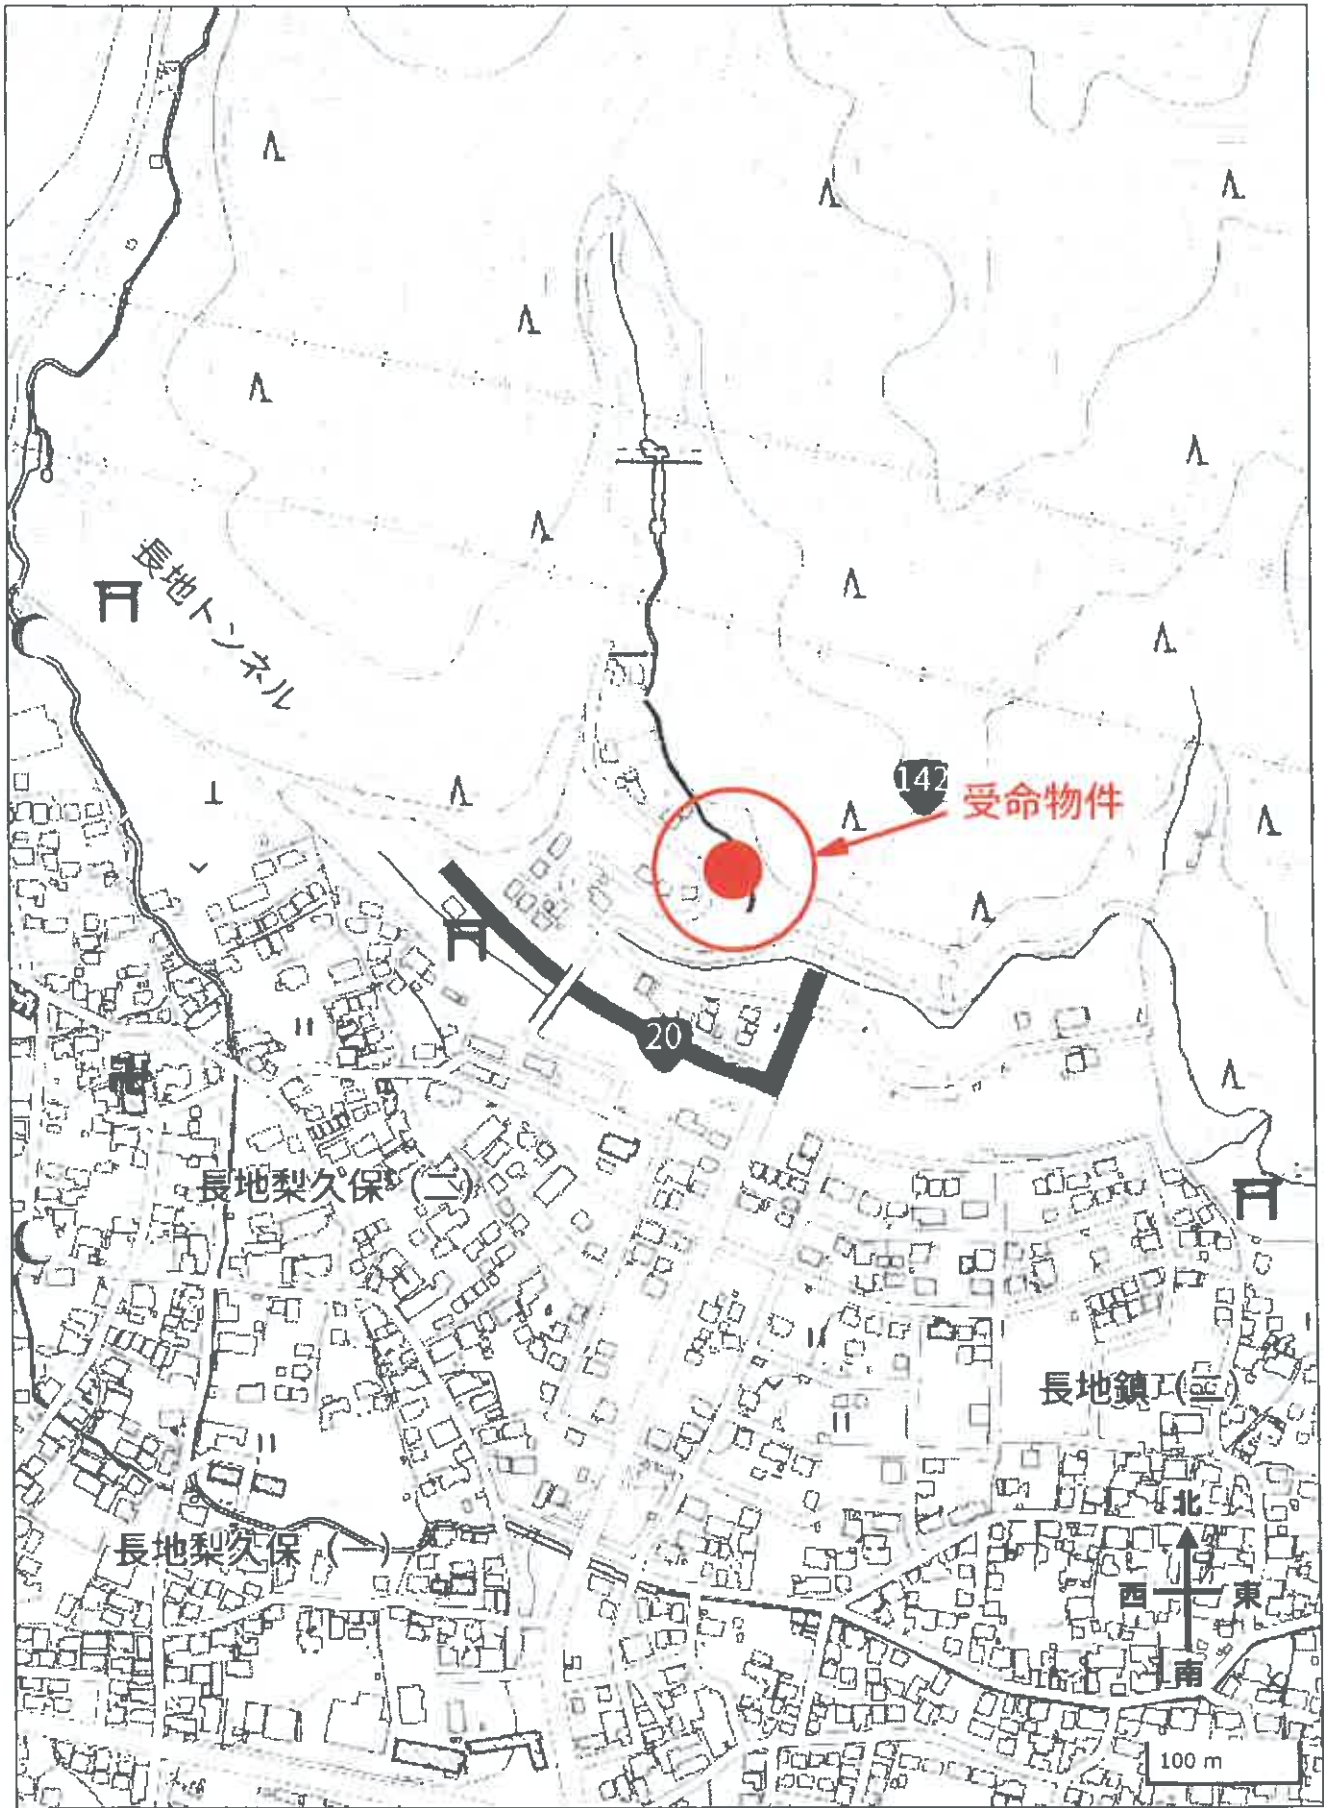 長地トンネル
142
受命物件
20
長地梨久保(二)
長地鎮(二)
北
長地梨久保(一)
西
東
南
100 m